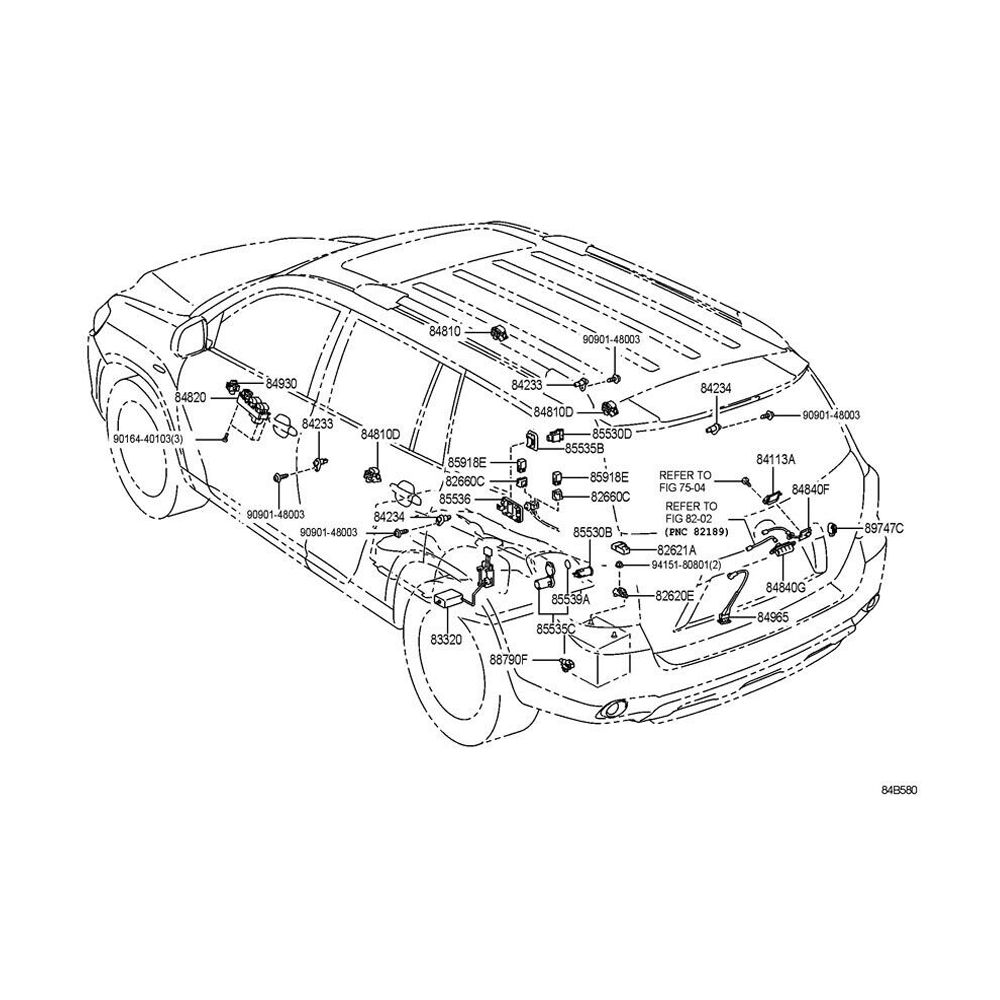 84810
90901-48003
84930
84233
84234
84820
84810D
90901-48003
84233
84810D
85530D
90164-40103(3)
85535B
84113A
85918E
85918E
REFER TO
FIG 75-04
82660C
84840F
85536
82660C
REFER TO
FIG 82-02
(PNC 82189)
90901-48003
84234
89747C
90901-48003
85530B
82621A
94151-80801(2)
84840G
85539A
82620E
84965
85535C
83320
88790F
84B580